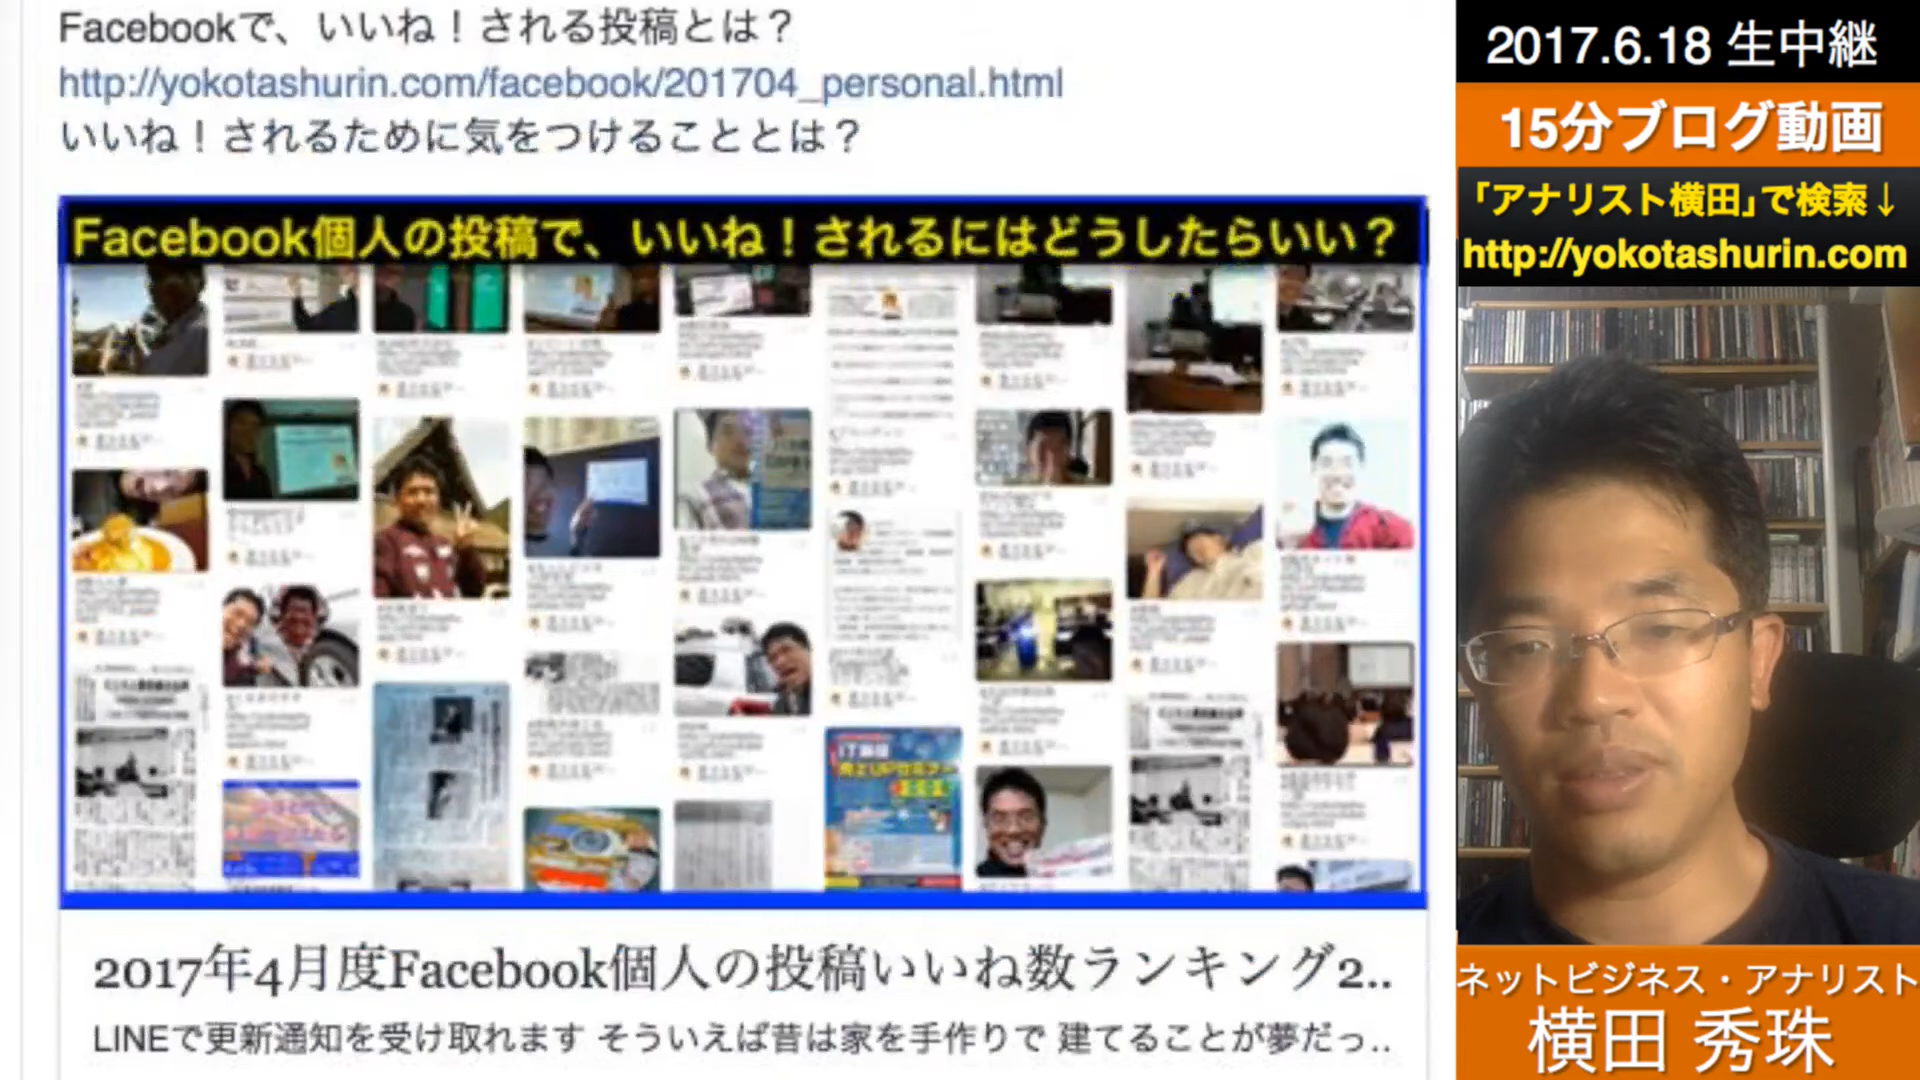 Facebookで、いいね！される投稿とは？
http://yokotashurin.com/facebook/201704_personal.html
いいね！されるために気をつけることとは？
Facebook個人の投稿で、いいね！されるにはどうしたらいい？
2017年4月度Facebook個人の投稿いいね数ランキング2..
LINEで更新通知を受け取れます そういえば昔は家を手作りで 建てることが夢だっ..
2017.6.18 生中継
15分ブログ動画
「アナリスト横田」で検索↓
http://yokotashurin.com
ネットビジネス・アナリスト
横田 秀珠